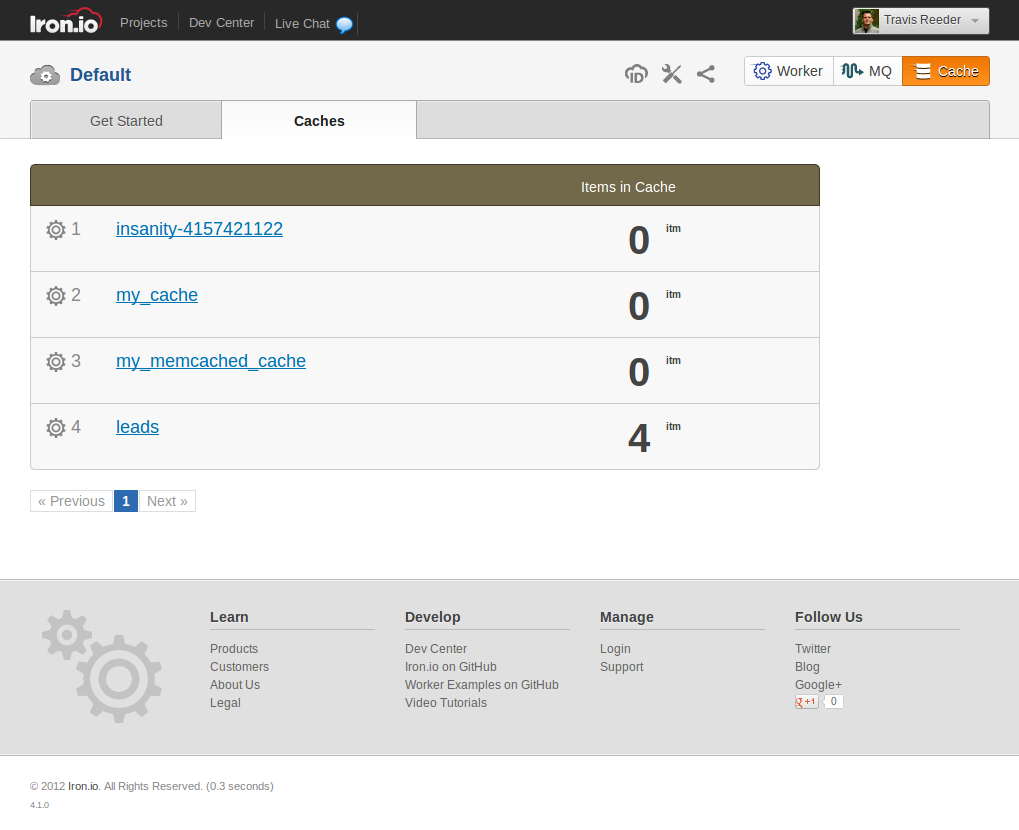 Iron.io Projects Dev Center Live Chat Travis Reeder
Default ID Worker MQ Cache
Get Started Caches
Items in Cache
1 insanity-4157421122 0 itm
2 my_cache 0 itm
3 my_memcached_cache 0 itm
4 leads 4 itm
« Previous 1 Next »
Learn Develop Manage Follow Us
Products Dev Center Login Twitter
Customers Iron.io on GitHub Support Blog
About Us Worker Examples on GitHub Google+
Legal Video Tutorials g +1 0
© 2012 Iron.io. All Rights Reserved. (0.3 seconds)
4.1.0